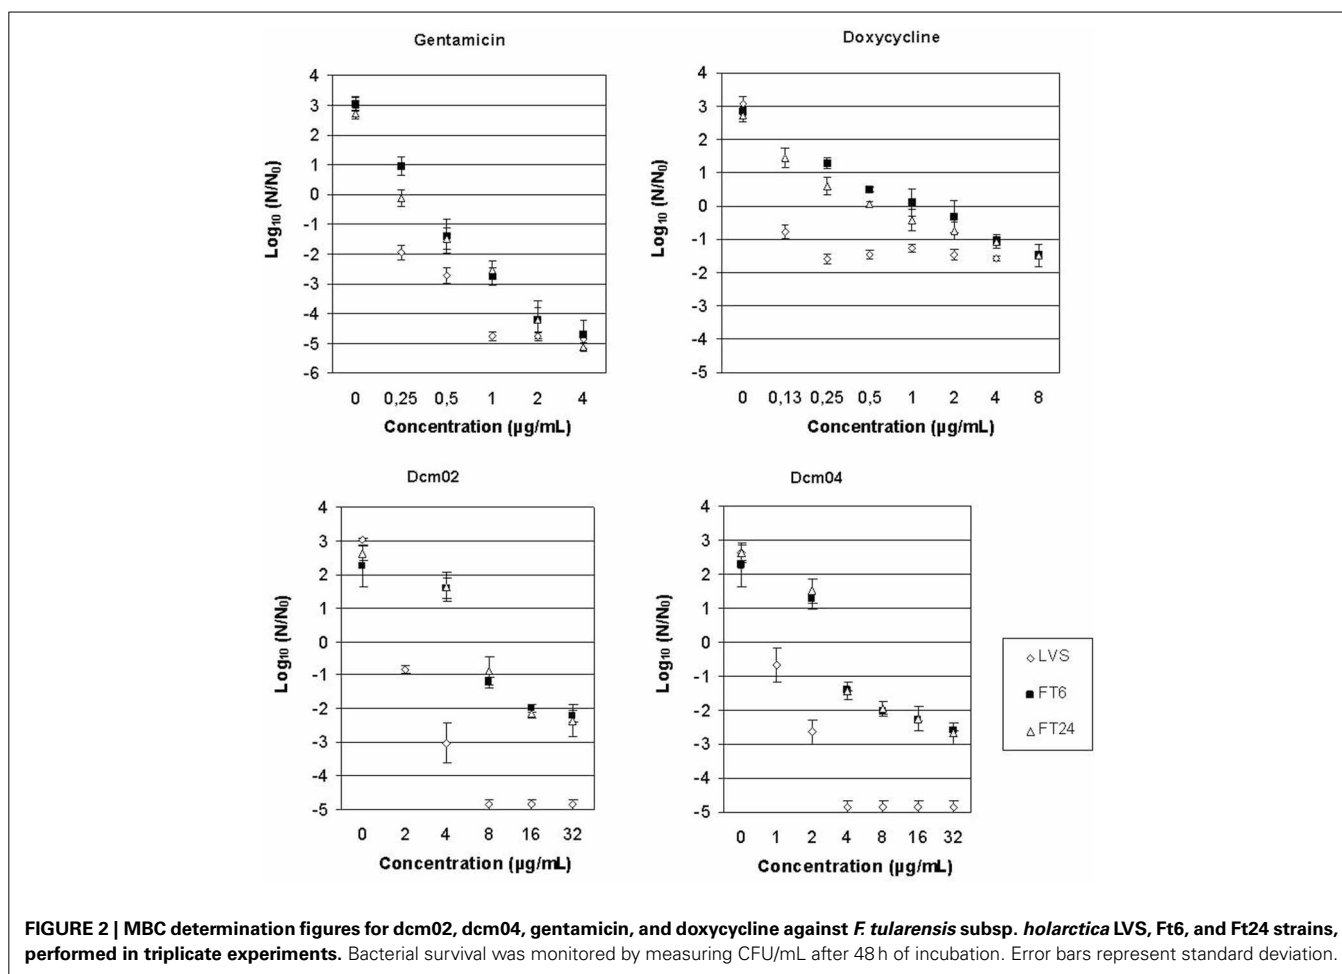 Gentamicin
4
3
2
1
0
-1
-2
-3
-4
-5
-6
Log₁₀ (N/N₀)
0 0,25 0,5 1 2 4
Concentration (µg/mL)
Doxycycline
4
3
2
1
0
-1
-2
-3
-4
-5
Log₁₀ (N/N₀)
0 0,13 0,25 0,5 1 2 4 8
Concentration (µg/mL)
Dcm02
4
3
2
1
0
-1
-2
-3
-4
-5
Log₁₀ (N/N₀)
0 2 4 8 16 32
Concentration (µg/mL)
Dcm04
4
3
2
1
0
-1
-2
-3
-4
-5
Log₁₀ (N/N₀)
0 1 2 4 8 16 32
Concentration (µg/mL)
LVS
FT6
FT24
FIGURE 2 | MBC determination figures for dcm02, dcm04, gentamicin, and doxycycline against F. tularensis subsp. holarctica LVS, Ft6, and Ft24 strains,
performed in triplicate experiments. Bacterial survival was monitored by measuring CFU/mL after 48 h of incubation. Error bars represent standard deviation.